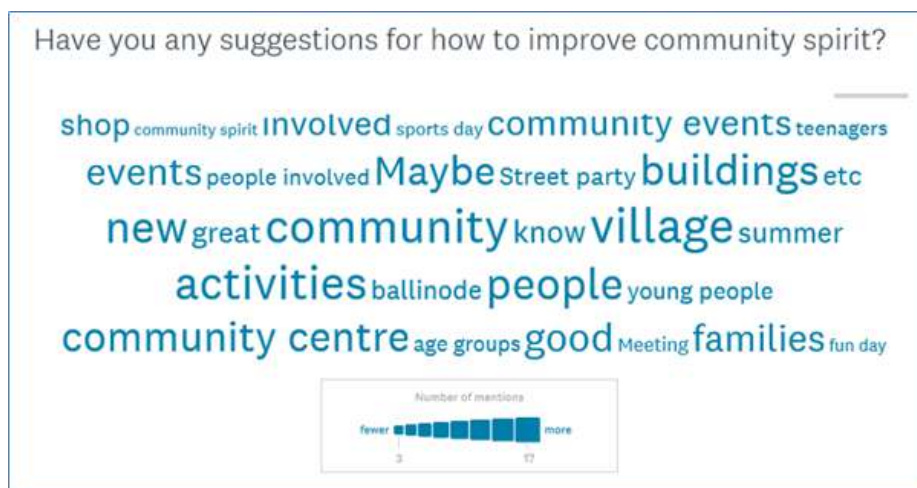 Have you any suggestions for how to improve community spirit?
shop community spirit involved sports day community events teenagers
events people involved Maybe Street party buildings etc
new great community know village summer
activities ballinode people young people
community centre age groups good Meeting families fun day
Number of mentions
fewer more
3 17